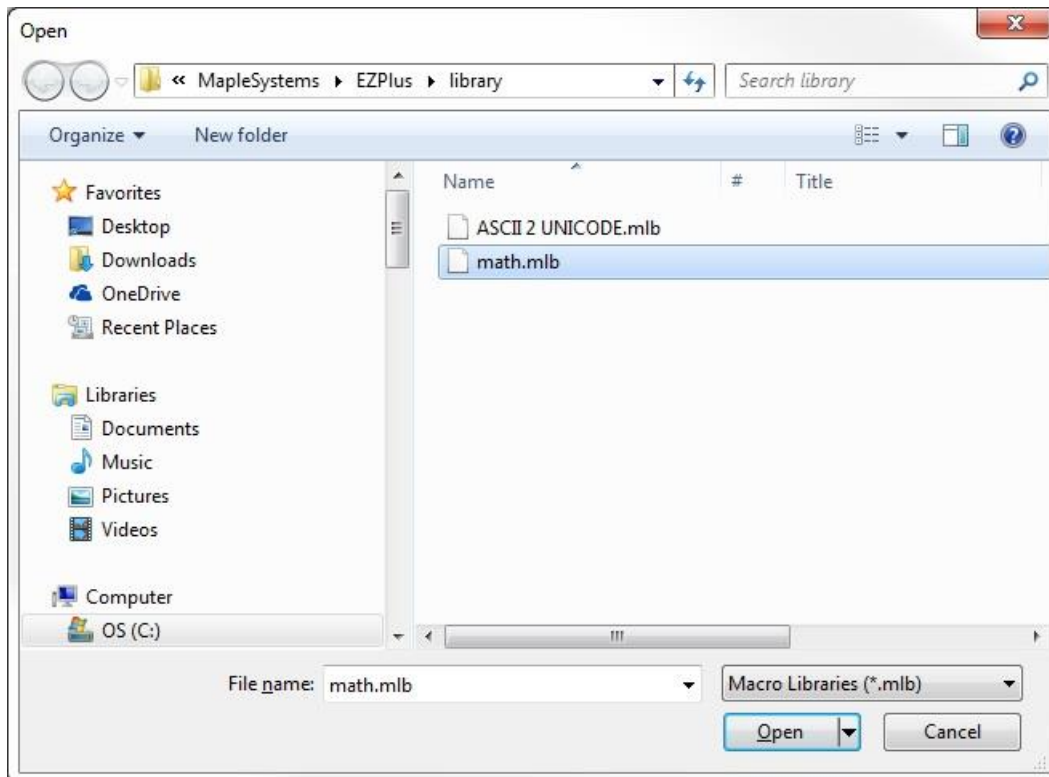 Open
« MapleSystems EZPlus library Search library
Organize New folder
Name # Title
ASCII 2 UNICODE.mlb
math.mlb
Favorites
Desktop
Downloads
OneDrive
Recent Places
Libraries
Documents
Music
Pictures
Videos
Computer
OS (C:)
File name: math.mlb Macro Libraries (*.mlb)
Open Cancel